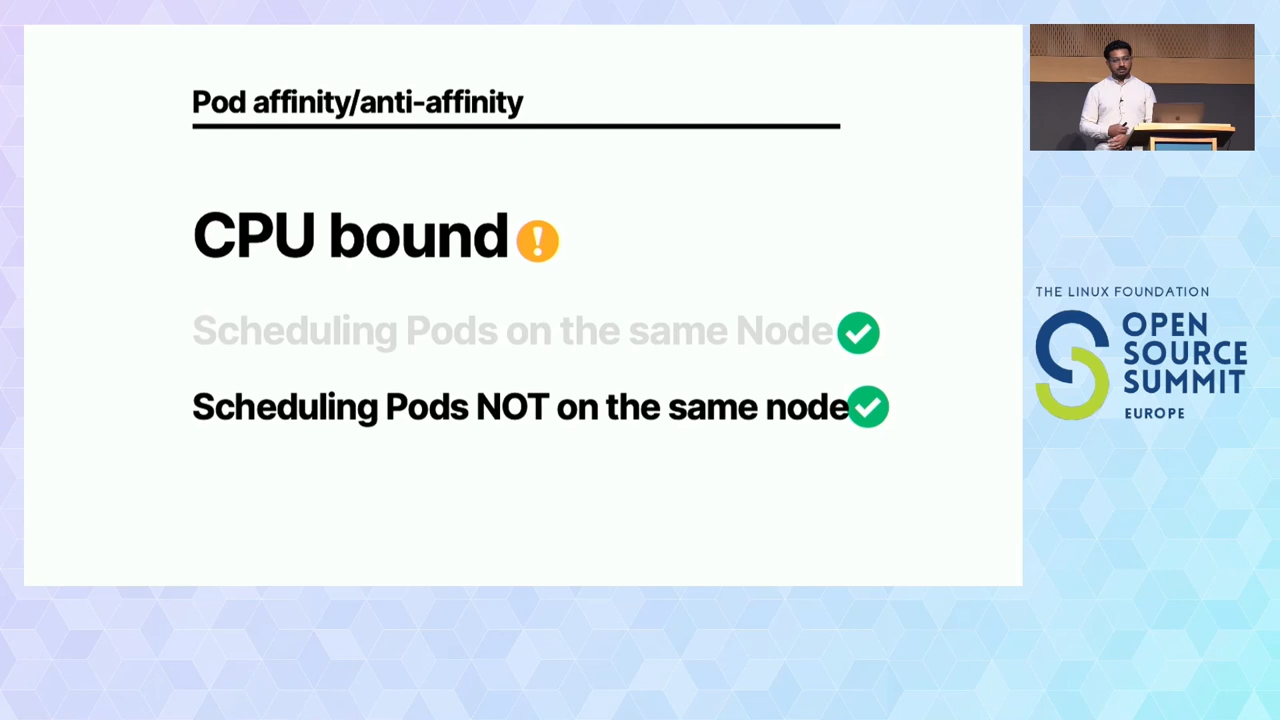 Pod affinity/anti-affinity
CPU bound
Scheduling Pods on the same Node
Scheduling Pods NOT on the same node
THE LINUX FOUNDATION
OPEN
SOURCE
SUMMIT
EUROPE